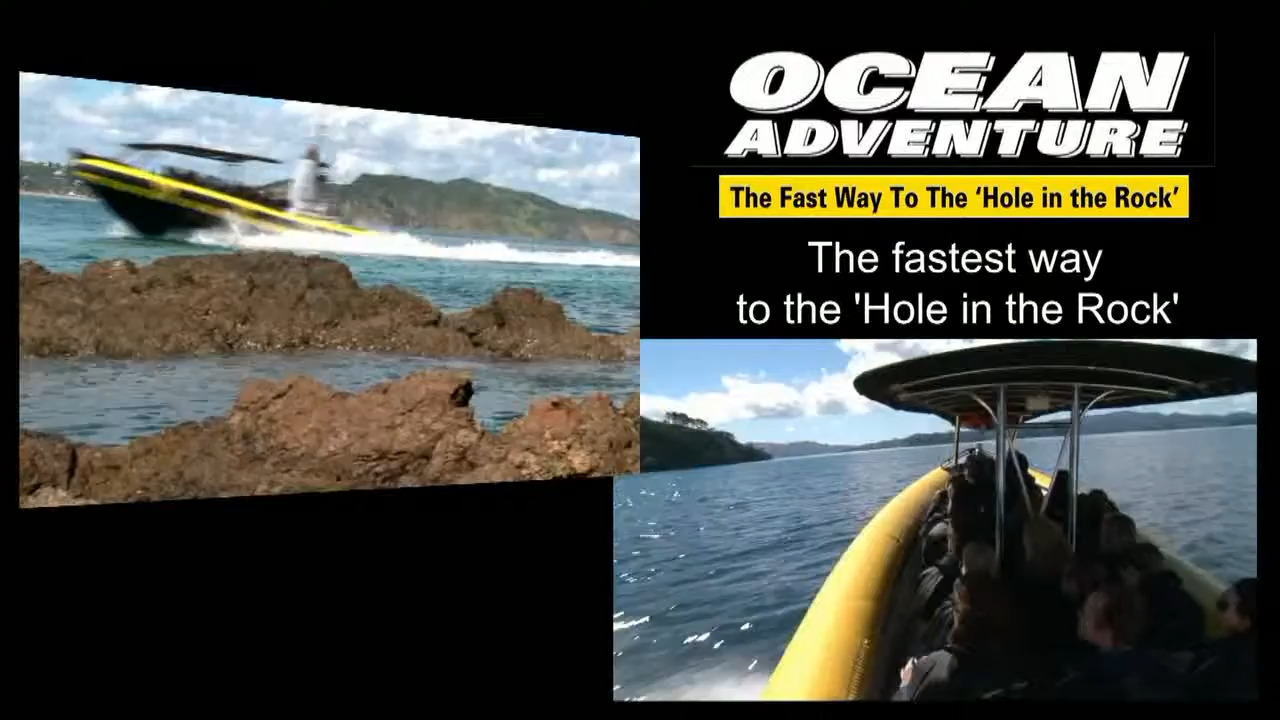 OCEAN
ADVENTURE
The Fast Way To The ‘Hole in the Rock’
The fastest way
to the 'Hole in the Rock'